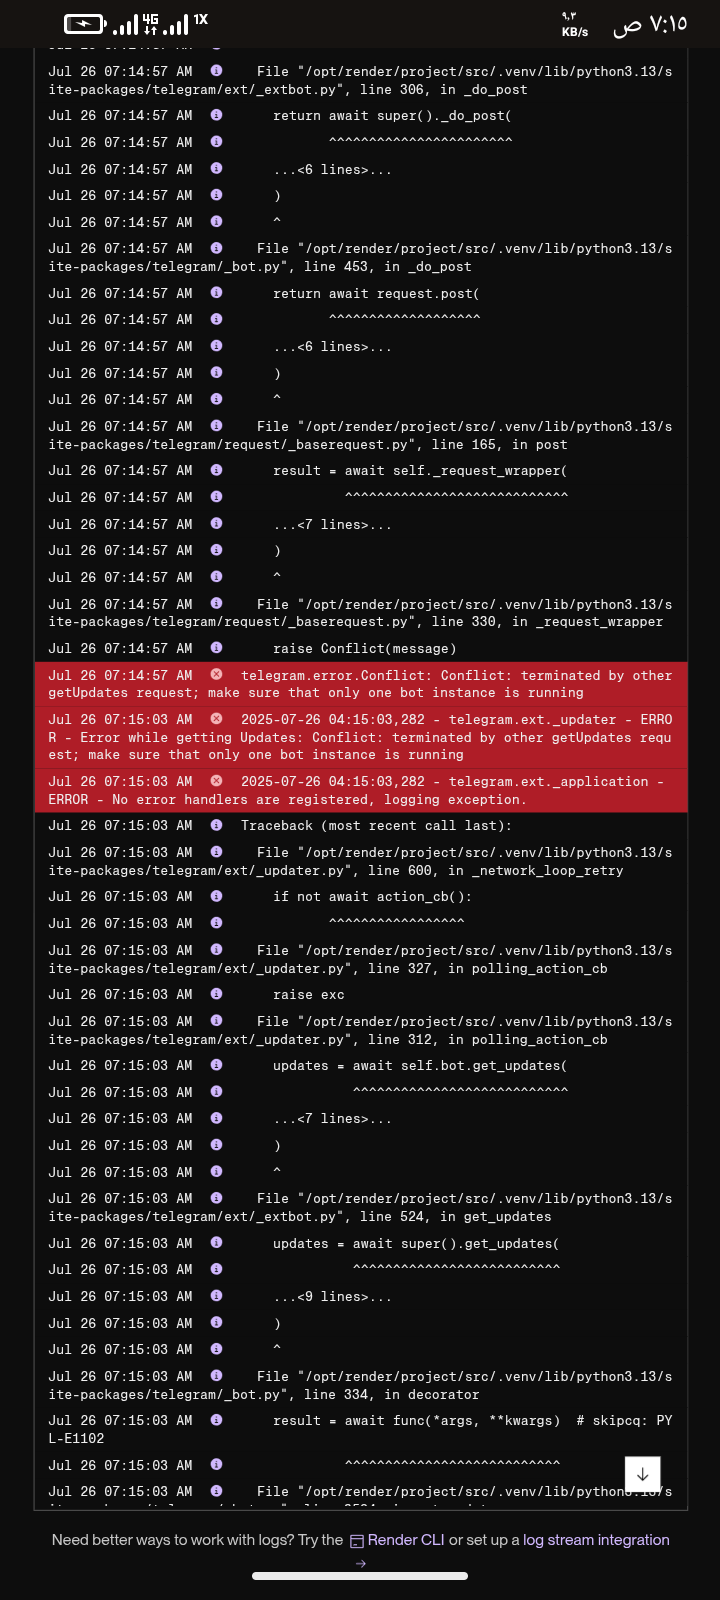 4G 1X ٩,٣ KB/s ٧:١٥ ص
Jul 26 07:14:57 AM File "/opt/render/project/src/.venv/lib/python3.13/s
ite-packages/telegram/ext/_extbot.py", line 306, in _do_post
Jul 26 07:14:57 AM return await super()._do_post(
Jul 26 07:14:57 AM ^^^^^^^^^^^^^^^^^^^^^^^
Jul 26 07:14:57 AM ...<6 lines>...
Jul 26 07:14:57 AM )
Jul 26 07:14:57 AM ^
Jul 26 07:14:57 AM File "/opt/render/project/src/.venv/lib/python3.13/s
ite-packages/telegram/_bot.py", line 453, in _do_post
Jul 26 07:14:57 AM return await request.post(
Jul 26 07:14:57 AM ^^^^^^^^^^^^^^^^^^^
Jul 26 07:14:57 AM ...<6 lines>...
Jul 26 07:14:57 AM )
Jul 26 07:14:57 AM ^
Jul 26 07:14:57 AM File "/opt/render/project/src/.venv/lib/python3.13/s
ite-packages/telegram/request/_baserequest.py", line 165, in post
Jul 26 07:14:57 AM result = await self._request_wrapper(
Jul 26 07:14:57 AM ^^^^^^^^^^^^^^^^^^^^^^^^^^^^
Jul 26 07:14:57 AM ...<7 lines>...
Jul 26 07:14:57 AM )
Jul 26 07:14:57 AM ^
Jul 26 07:14:57 AM File "/opt/render/project/src/.venv/lib/python3.13/s
ite-packages/telegram/request/_baserequest.py", line 330, in _request_wrapper
Jul 26 07:14:57 AM raise Conflict(message)
Jul 26 07:14:57 AM telegram.error.Conflict: Conflict: terminated by other
getUpdates request; make sure that only one bot instance is running
Jul 26 07:15:03 AM 2025-07-26 04:15:03,282 - telegram.ext._updater - ERRO
R - Error while getting Updates: Conflict: terminated by other getUpdates requ
est; make sure that only one bot instance is running
Jul 26 07:15:03 AM 2025-07-26 04:15:03,282 - telegram.ext._application -
ERROR - No error handlers are registered, logging exception.
Jul 26 07:15:03 AM Traceback (most recent call last):
Jul 26 07:15:03 AM File "/opt/render/project/src/.venv/lib/python3.13/s
ite-packages/telegram/ext/_updater.py", line 600, in _network_loop_retry
Jul 26 07:15:03 AM if not await action_cb():
Jul 26 07:15:03 AM ^^^^^^^^^^^^^^^^^
Jul 26 07:15:03 AM File "/opt/render/project/src/.venv/lib/python3.13/s
ite-packages/telegram/ext/_updater.py", line 327, in polling_action_cb
Jul 26 07:15:03 AM raise exc
Jul 26 07:15:03 AM File "/opt/render/project/src/.venv/lib/python3.13/s
ite-packages/telegram/ext/_updater.py", line 312, in polling_action_cb
Jul 26 07:15:03 AM updates = await self.bot.get_updates(
Jul 26 07:15:03 AM ^^^^^^^^^^^^^^^^^^^^^^^^^^^
Jul 26 07:15:03 AM ...<7 lines>...
Jul 26 07:15:03 AM )
Jul 26 07:15:03 AM ^
Jul 26 07:15:03 AM File "/opt/render/project/src/.venv/lib/python3.13/s
ite-packages/telegram/ext/_extbot.py", line 524, in get_updates
Jul 26 07:15:03 AM updates = await super().get_updates(
Jul 26 07:15:03 AM ^^^^^^^^^^^^^^^^^^^^^^^^^^
Jul 26 07:15:03 AM ...<9 lines>...
Jul 26 07:15:03 AM )
Jul 26 07:15:03 AM ^
Jul 26 07:15:03 AM File "/opt/render/project/src/.venv/lib/python3.13/s
ite-packages/telegram/_bot.py", line 334, in decorator
Jul 26 07:15:03 AM result = await func(*args, **kwargs) # skipcq: PY
L-E1102
Jul 26 07:15:03 AM ^^^^^^^^^^^^^^^^^^^^^^^^^^^
Jul 26 07:15:03 AM File "/opt/render/project/src/.venv/lib/python3.13/s
Need better ways to work with logs? Try the Render CLI or set up a log stream integration
→